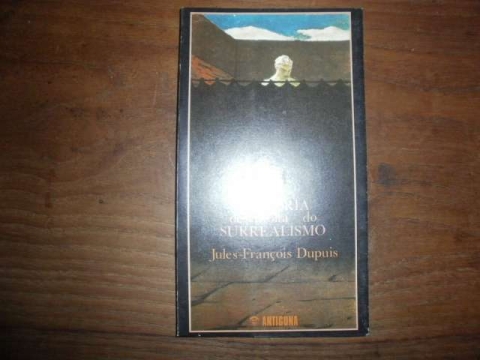 do
SURREALISMO
Jules-François Dupuis
ANTIGONA